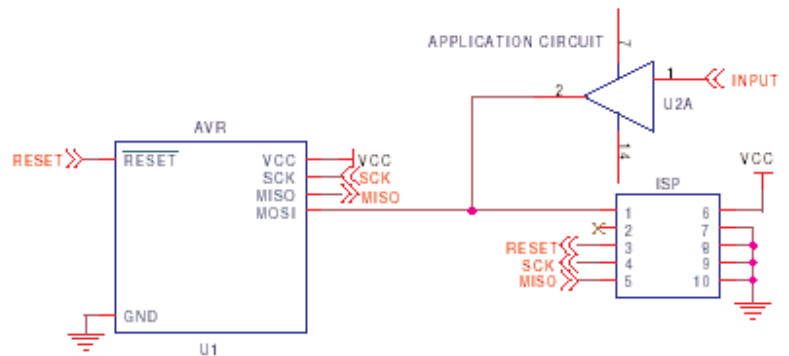 APPLICATION CIRCUIT
7
1
INPUT
2
U2A
14
AVR
RESET
RESET
VCC
VCC
SCK
SCK
MISO
MISO
MOSI
GND
U1
VCC
ISP
1
6
2
7
RESET
3
8
SCK
4
9
MISO
5
10